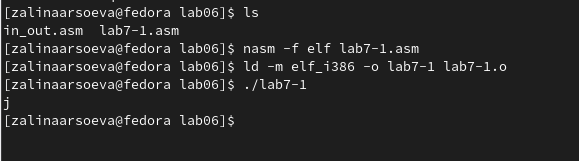 [zalinaarsoeva@fedora lab06]$ ls
in_out.asm  lab7-1.asm
[zalinaarsoeva@fedora lab06]$ nasm -f elf lab7-1.asm
[zalinaarsoeva@fedora lab06]$ ld -m elf_i386 -o lab7-1 lab7-1.o
[zalinaarsoeva@fedora lab06]$ ./lab7-1
j
[zalinaarsoeva@fedora lab06]$